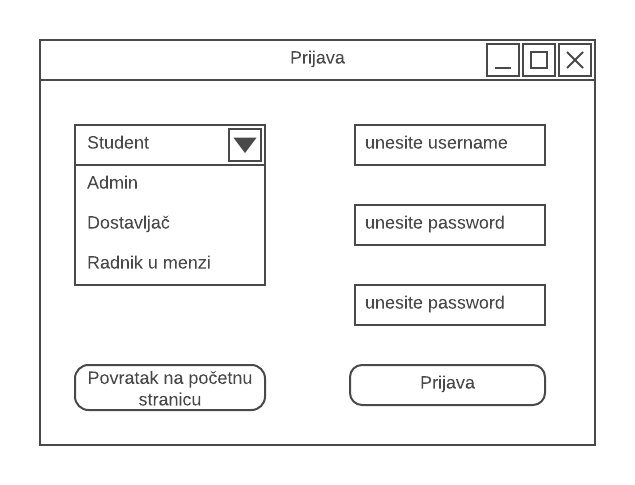 Prijava
Student
Admin
Dostavljač
Radnik u menzi
unesite username
unesite password
unesite password
Povratak na početnu
stranicu
Prijava